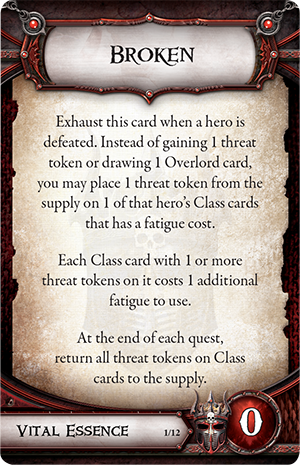 Broken
Exhaust this card when a hero is
defeated. Instead of gaining 1 threat
token or drawing 1 Overlord card,
you may place 1 threat token from the
supply on 1 of that hero's Class cards
that has a fatigue cost.
Each Class card with 1 or more
threat tokens on it costs 1 additional
fatigue to use.
At the end of each quest,
return all threat tokens on Class
cards to the supply.
Vital Essence 1/12 0